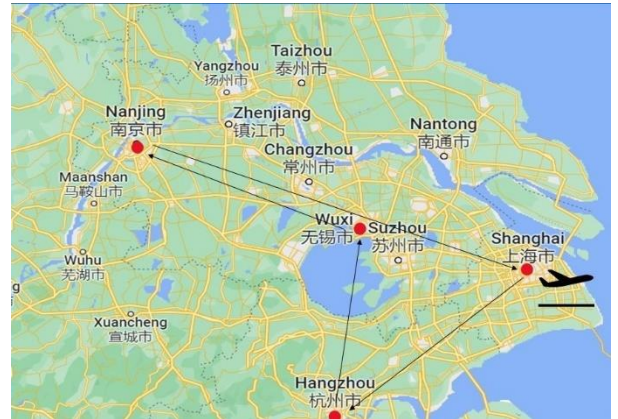 Taizhou
泰州市
Yangzhou
扬州市
Nanjing
南京市
Zhenjiang
镇江市
Nantong
南通市
Changzhou
常州市
Maanshan
马鞍山市
Wuxi
无锡市
Suzhou
苏州市
Shanghai
上海市
Wuhu
芜湖市
g
Xuancheng
宣城市
Hangzhou
杭州市